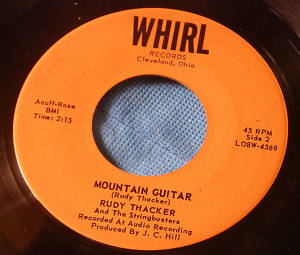 WHIRL
RECORDS
Cleveland, Ohio
Acuff-Rose
BMI
Time: 2:15
45 RPM
Side 2
LO8W-4369
MOUNTAIN GUITAR
(Rudy Thacker)
RUDY THACKER
And The Stringbusters
Recorded At Audio Recording
Produced By J. C. Hill